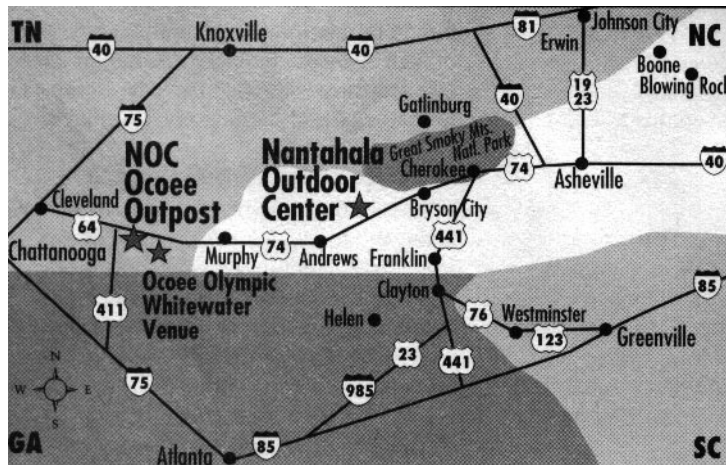 TN
81
Johnson City
NC
40
Knoxville
40
Erwin
Boone
Blowing Rock
75
Gatlinburg
40
19
23
NOC
Ocoee
Outpost
Nantahala
Outdoor
Center
Great Smoky Mts.
Natl. Park
Cherokee
74
Asheville
40
Cleveland
64
Bryson City
Chattanooga
Murphy
74
Andrews
Franklin
441
Ocoee Olympic
Whitewater
Venue
411
Clayton
76
Westminster
85
Helen
123
Greenville
23
441
N
W
E
S
75
985
GA
Atlanta
85
SC